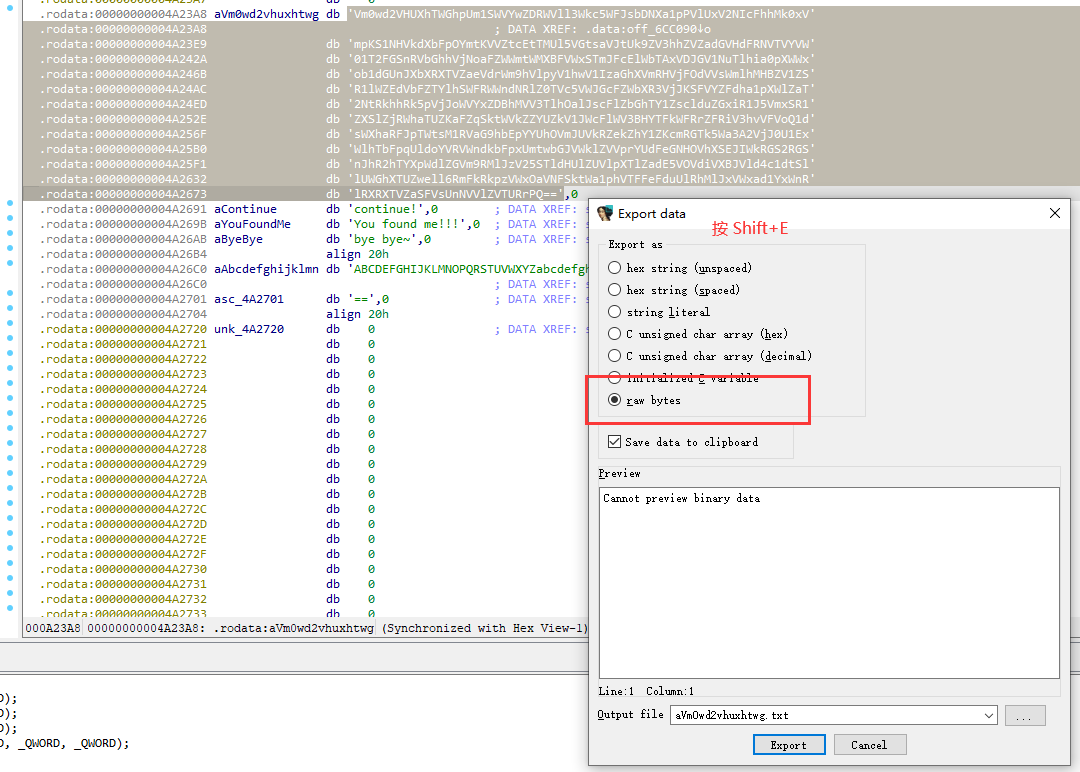 .rodata:00000000004A23A8 aVm0wd2vhuxhtwg db 'Vm0wd2VHUXhTWGhpUm1SWVYwZDRWVll3Wkc5WFJsbDNXa1pPVlUxV2NIcFhhMk0xV'
.rodata:00000000004A23A8 ; DATA XREF: .data:off_6CC090↓o
.rodata:00000000004A23E9 db 'mpKS1NHVkdXbFpOYmtKVVZtcEtTMUl5VGtsaVJtUk9ZV3hhZVZadGVHdFRNVTVYVW'
.rodata:00000000004A242A db '01T2FGSnRVbGhhVjNoaFZWWmtWMXBFVWxSTmJFcElWbTAxVDJGV1NuTlhia0pXWWx'
.rodata:00000000004A246B db 'ob1dGUnJXbXRXTVZaeVdrWm9hVlpyV1hwV1IzaGhXVmRHVjFOdVVsWmlhMHBZV1ZS'
.rodata:00000000004A24AC db 'R1lWZEdVbFZTYlhSWFRWWndNRlZ0TVc5VWJGcFZWbXR3VjJKSFVYZFdha1pXWlZaT'
.rodata:00000000004A24ED db '2NtRkhhRk5pVjJoWVYxZDBhMVV3TlhOalJscFlZbGhTY1ZsclduZGxiR1J5VmxSR1'
.rodata:00000000004A252E db 'ZXSlZjRWhaTUZKaFZqSktWVkZZUZkV1JWcFlWV3BHYTFkWFRrZFRiV3hvVFVoQ1d'
.rodata:00000000004A256F db 'sWXhaRFJpTWtsM1RVaG9hbEpYYUhOVmJUVkRZekZhY1ZKcmRGTk5Wa3A2VjJ0U1Ex'
.rodata:00000000004A25B0 db 'WlhTbFpqUldoYVRVWndkbFpxUmtwbGJVWklZVVprYUdFeGNHOVhXSEJIWkRGS2RGS'
.rodata:00000000004A25F1 db 'nJhR2hTYXpWdlZGVm9RMlJzV25STldHUlZUVlpXTlZadE5VOVdiVXBJVld4c1dtSl'
.rodata:00000000004A2632 db 'lUWGhXTUZwell6RmFkRkpzVWxOaVNFSktWa1phVTFFeFduUlRhMlJxVWxad1YxWnR'
.rodata:00000000004A2673 db 'lRXRXTVZaSFVsUnNVVlZVTURrPQ==',0
.rodata:00000000004A2691 aContinue db 'continue!',0 ; DATA XREF: s
.rodata:00000000004A269B aYouFoundMe db 'You found me!!!',0 ; DATA XREF: s
.rodata:00000000004A26AB aByeBye db 'bye bye~',0 ; DATA XREF: s
.rodata:00000000004A26B4 align 20h
.rodata:00000000004A26C0 aAbcdefghijklmn db 'ABCDEFGHIJKLMNOPQRSTUVWXYZabcdefgh
.rodata:00000000004A26C0 ; DATA XREF: s
.rodata:00000000004A2701 asc_4A2701 db '==',0 ; DATA XREF: s
.rodata:00000000004A2704 align 20h
.rodata:00000000004A2720 unk_4A2720 db 0 ; DATA XREF: s
.rodata:00000000004A2721 db 0
.rodata:00000000004A2722 db 0
.rodata:00000000004A2723 db 0
.rodata:00000000004A2724 db 0
.rodata:00000000004A2725 db 0
.rodata:00000000004A2726 db 0
.rodata:00000000004A2727 db 0
.rodata:00000000004A2728 db 0
.rodata:00000000004A2729 db 0
.rodata:00000000004A272A db 0
.rodata:00000000004A272B db 0
.rodata:00000000004A272C db 0
.rodata:00000000004A272D db 0
.rodata:00000000004A272E db 0
.rodata:00000000004A272F db 0
.rodata:00000000004A2730 db 0
.rodata:00000000004A2731 db 0
.rodata:00000000004A2732 db 0
.rodata:00000000004A2733 db 0
000A23A8 00000000004A23A8: .rodata:aVm0wd2vhuxhtwg (Synchronized with Hex View-1)
D);
D);
D);
D, _QWORD, _QWORD);
Export data
按 Shift+E
Export as
hex string (unspaced)
hex string (spaced)
string literal
C unsigned char array (hex)
C unsigned char array (decimal)
initialized C variable
raw bytes
Save data to clipboard
Preview
Cannot preview binary data
Line:1 Column:1
Output file aVm0wd2vhuxhtwg.txt ...
Export Cancel